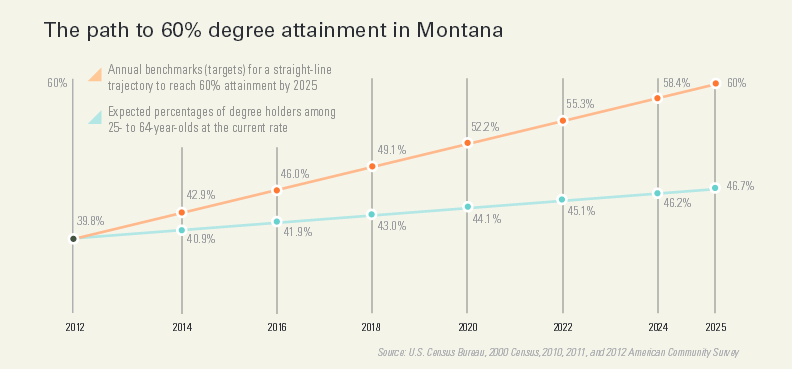 The path to 60% degree attainment in Montana
Annual benchmarks (targets) for a straight-line
trajectory to reach 60% attainment by 2025
60%
58.4%
60%
Expected percentages of degree holders among
25- to 64-year-olds at the current rate
55.3%
52.2%
49.1%
46.0%
42.9%
39.8%
40.9%
41.9%
43.0%
44.1%
45.1%
46.2%
46.7%
2012 2014 2016 2018 2020 2022 2024 2025
Source: U.S. Census Bureau, 2000 Census, 2010, 2011, and 2012 American Community Survey